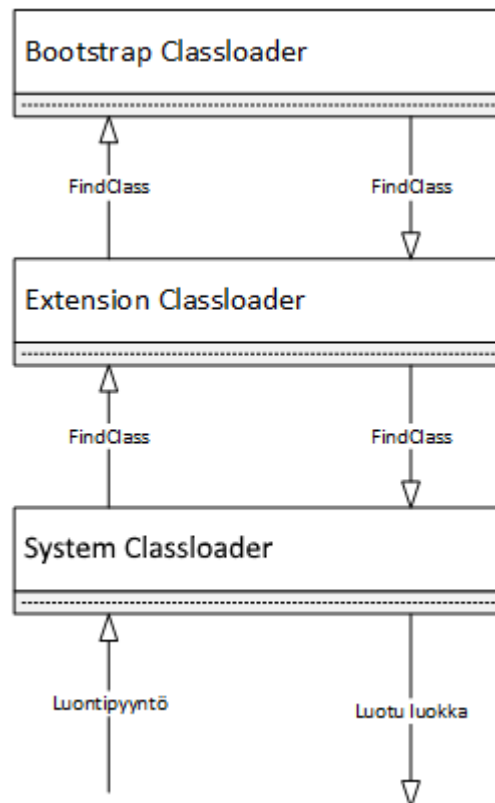 Bootstrap Classloader
FindClass FindClass
Extension Classloader
FindClass FindClass
System Classloader
Luontipyyntö Luotu luokka